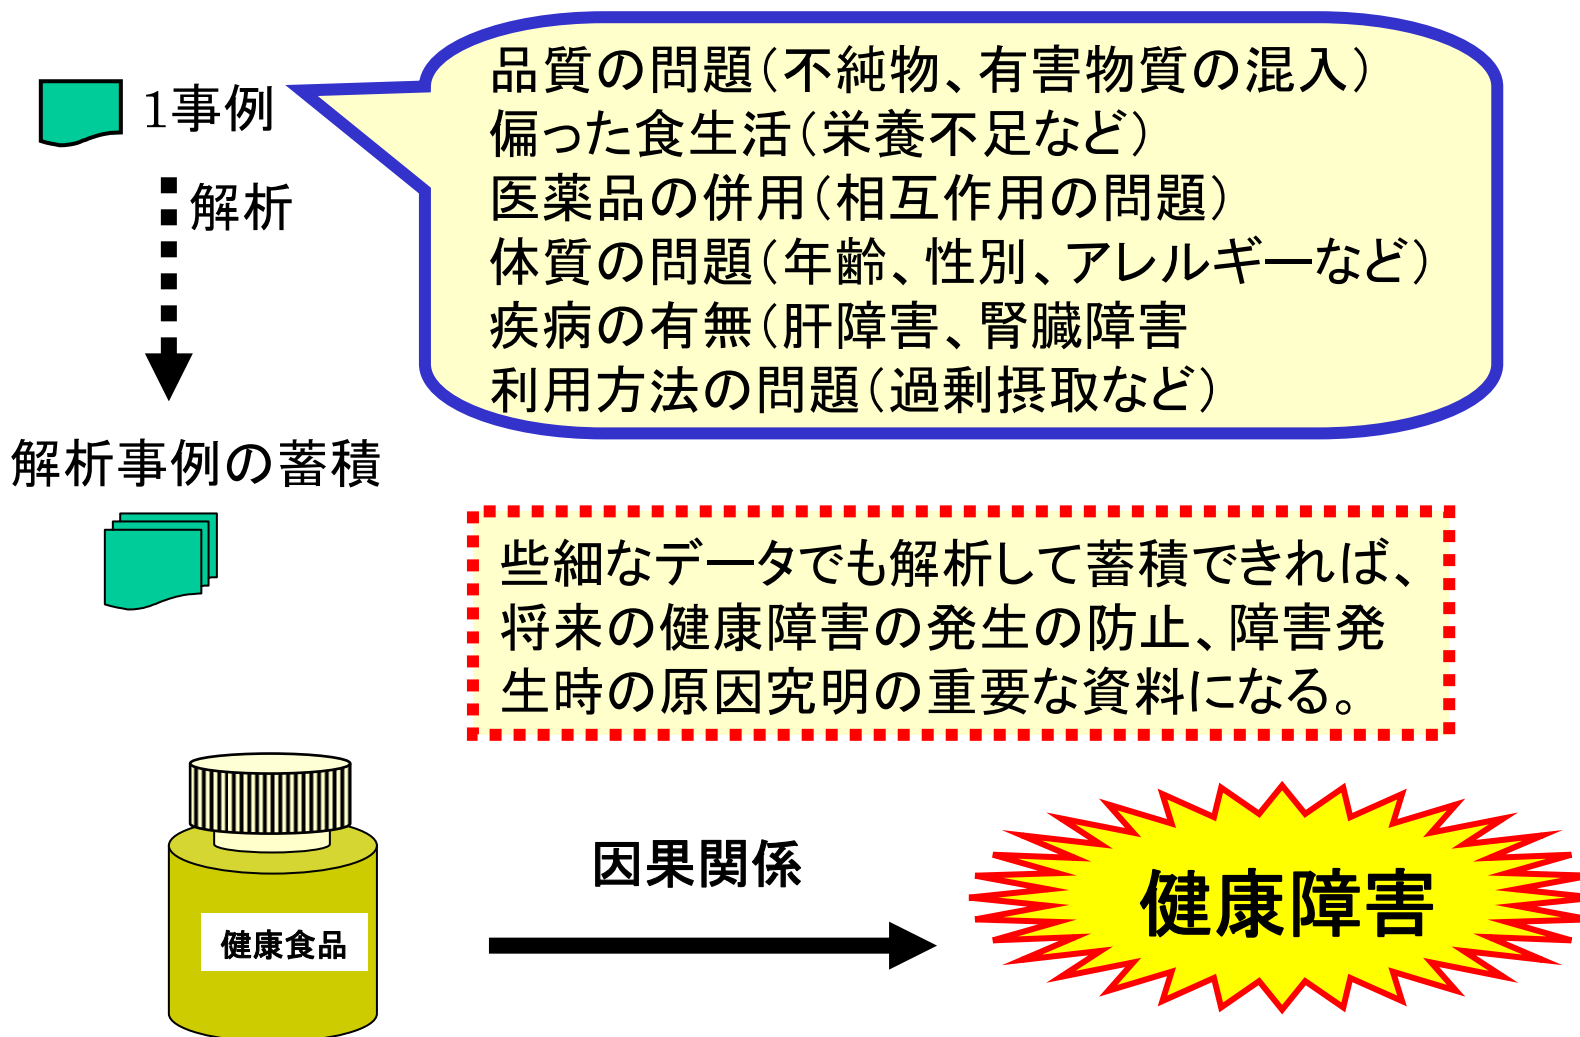 1事例
品質の問題（不純物、有害物質の混入）
偏った食生活（栄養不足など）
医薬品の併用（相互作用の問題）
体質の問題（年齢、性別、アレルギーなど）
疾病の有無（肝障害、腎臓障害
利用方法の問題（過剰摂取など）
解析
解析事例の蓄積
些細なデータでも解析して蓄積できれば、
将来の健康障害の発生の防止、障害発
生時の原因究明の重要な資料になる。
健康食品
因果関係
健康障害